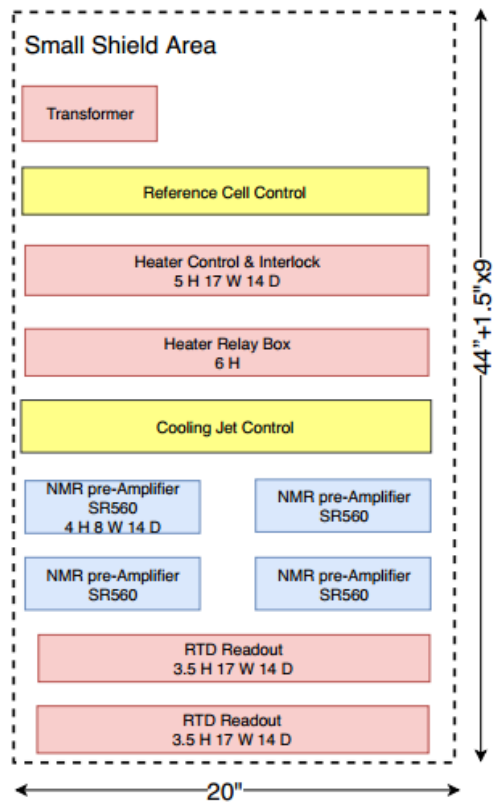 Small Shield Area
Transformer
Reference Cell Control
Heater Control & Interlock
5 H 17 W 14 D
Heater Relay Box
6 H
Cooling Jet Control
NMR pre-Amplifier
SR560
4 H 8 W 14 D
NMR pre-Amplifier
SR560
NMR pre-Amplifier
SR560
NMR pre-Amplifier
SR560
RTD Readout
3.5 H 17 W 14 D
RTD Readout
3.5 H 17 W 14 D
44"+1.5"x9
20"